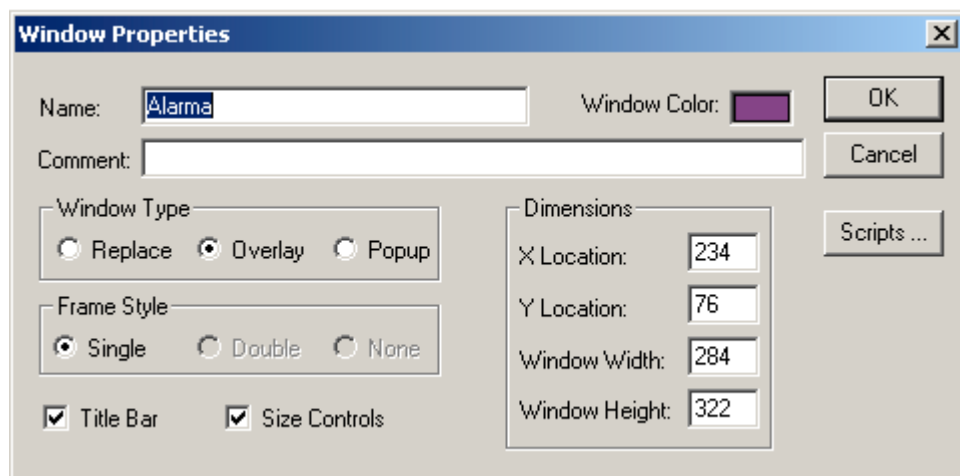 Window Properties
Name: Alarma Window Color: OK
Comment: Cancel
Window Type Dimensions
Replace Overlay Popup X Location: 234 Scripts ...
Frame Style Y Location: 76
Single Double None Window Width: 284
Title Bar Size Controls Window Height: 322